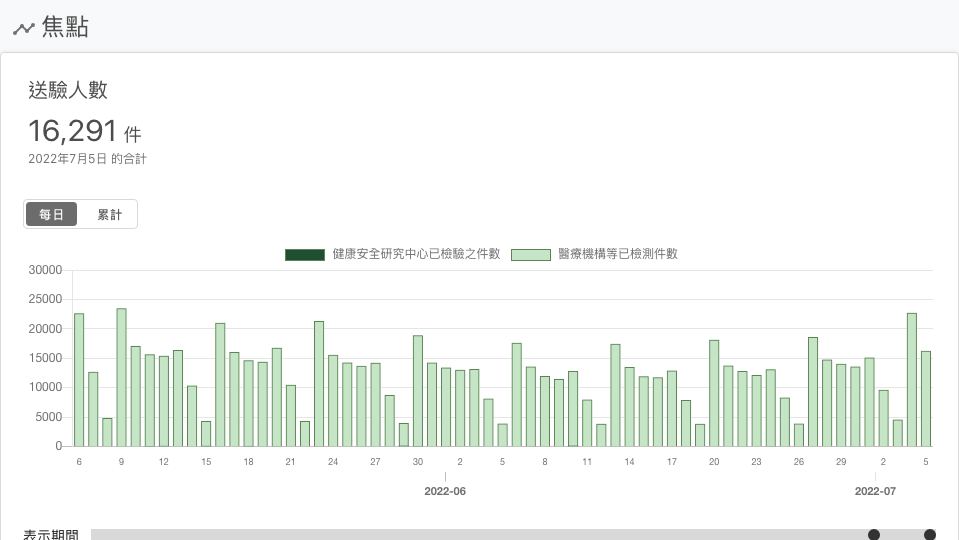 焦點
送驗人數
16,291 件
2022年7月5日 的合計
每日 累計
健康安全研究中心已檢驗之件數 醫療機構等已檢測件數
30000
25000
20000
15000
10000
5000
0
6 9 12 15 18 21 24 27 30 2 5 8 11 14 17 20 23 26 29 2 5
2022-06 2022-07
表示期間